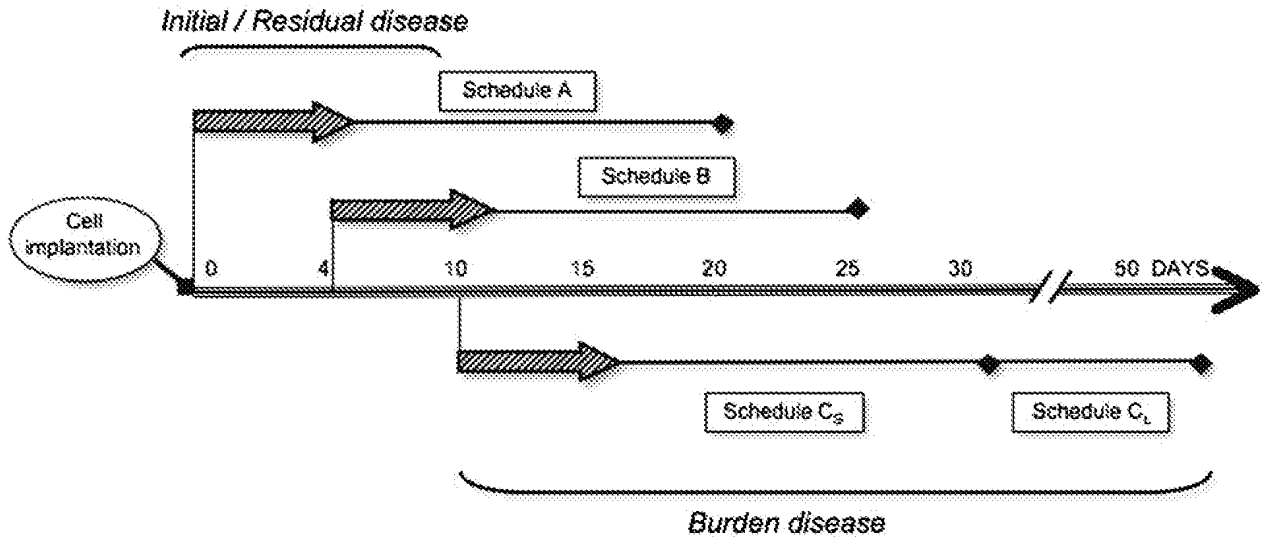 Initial / Residual disease
Schedule A
Schedule B
Cell
implantation
0 4 10 15 20 25 30 50 DAYS
Schedule C_S
Schedule C_L
Burden disease